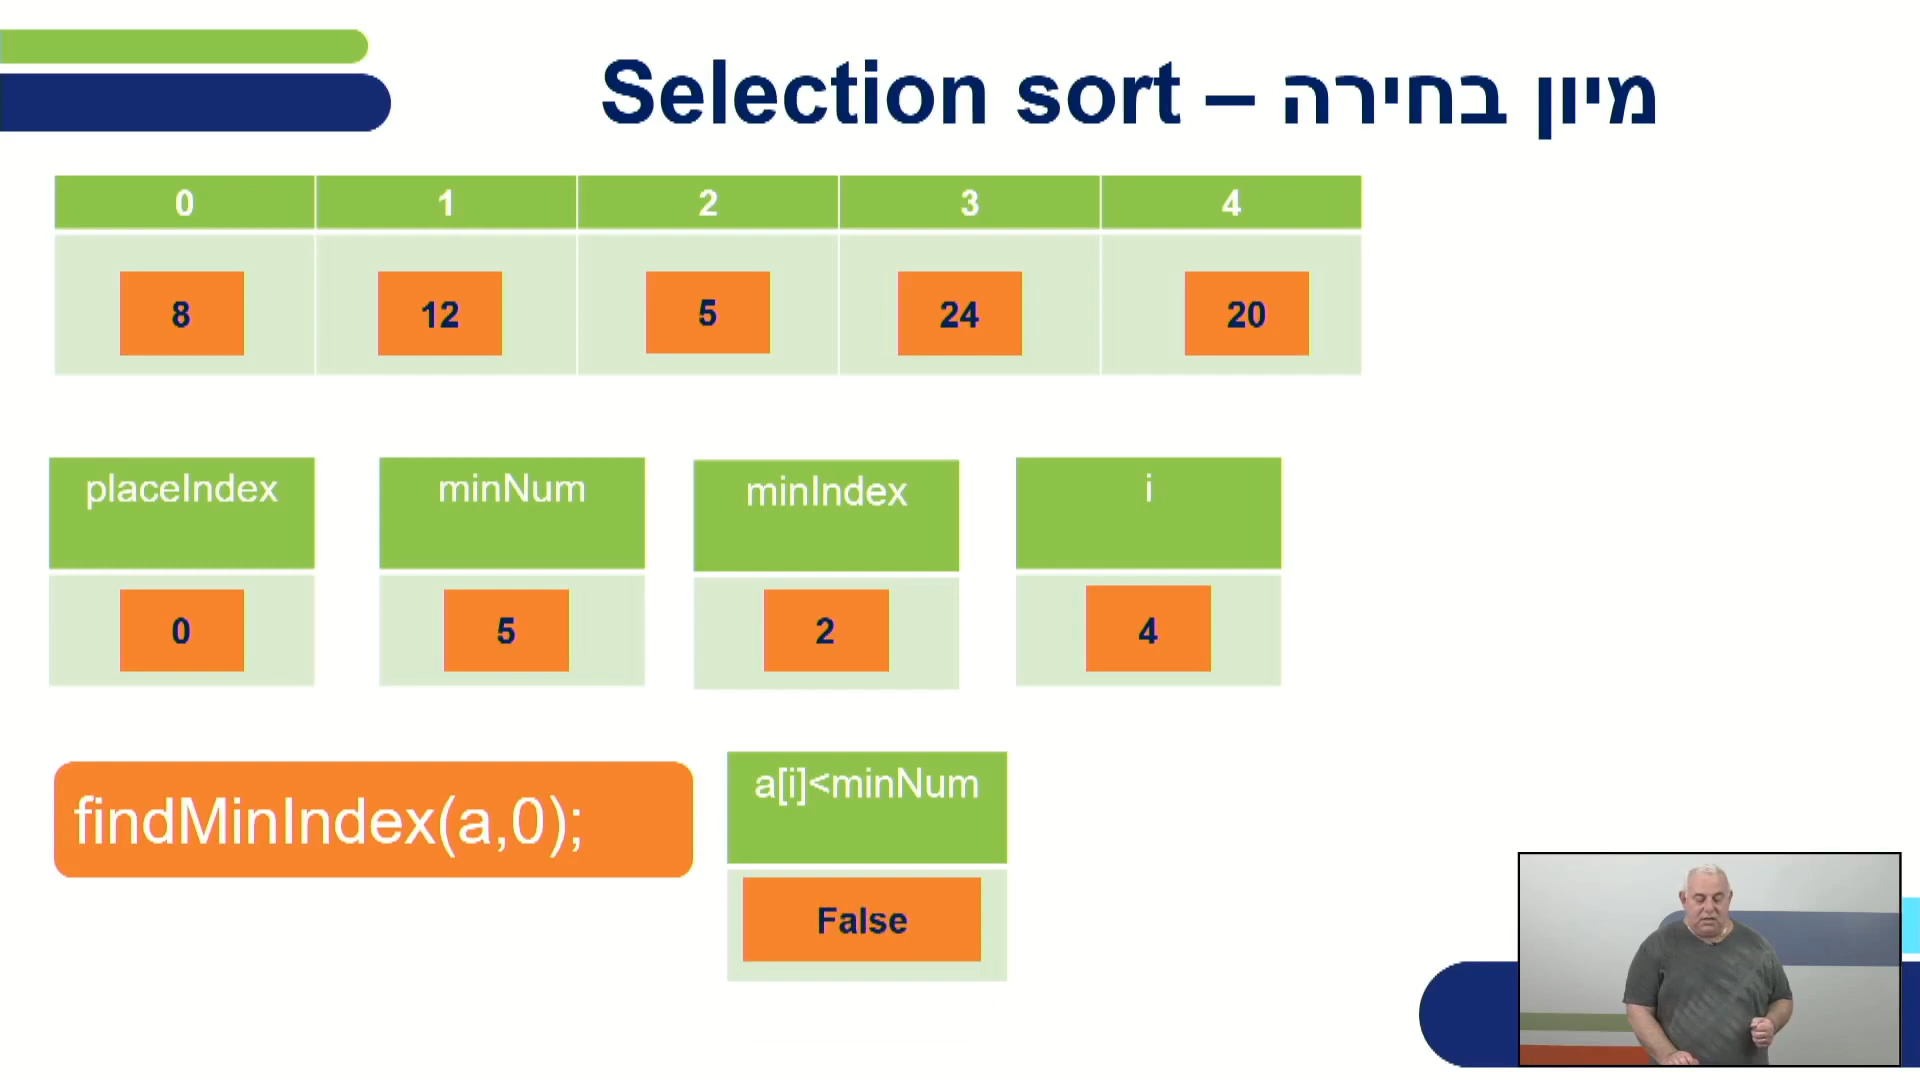 מיון בחירה – Selection sort
0 1 2 3 4
8 12 5 24 20
placeIndex minNum minIndex i
0 5 2 4
findMinIndex(a,0);
a[i]<minNum
False